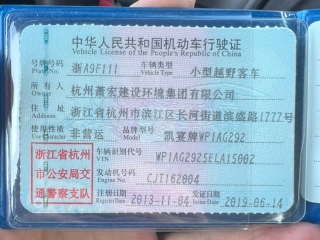 中华人民共和国机动车行驶证
Vehicle License of the People's Republic of China
号牌号码 浙A9F111 车辆类型 小型越野客车
Plate No. Vehicle Type
所有人 杭州萧宏建设环境集团有限公司
Owner
住址 浙江省杭州市滨江区长河街道滨盛路1777号
Address
使用性质 非营运 品牌型号 凯宴牌WP1AG292
Use Character Model
浙江省杭州
市公安局交
通警察支队
车辆识别代号 WP1AG2925ELA15002
VIN
发动机号码 CJT162004
Engine No.
注册日期 2013-11-04 发证日期 2019-06-14
Register Date Issue Date